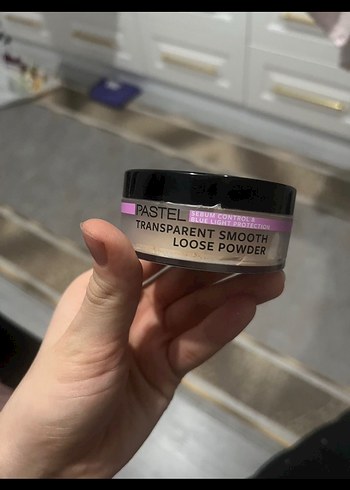 PASTEL
SEBUM CONTROL &
BLUE LIGHT PROTECTION
TRANSPARENT SMOOTH
LOOSE POWDER